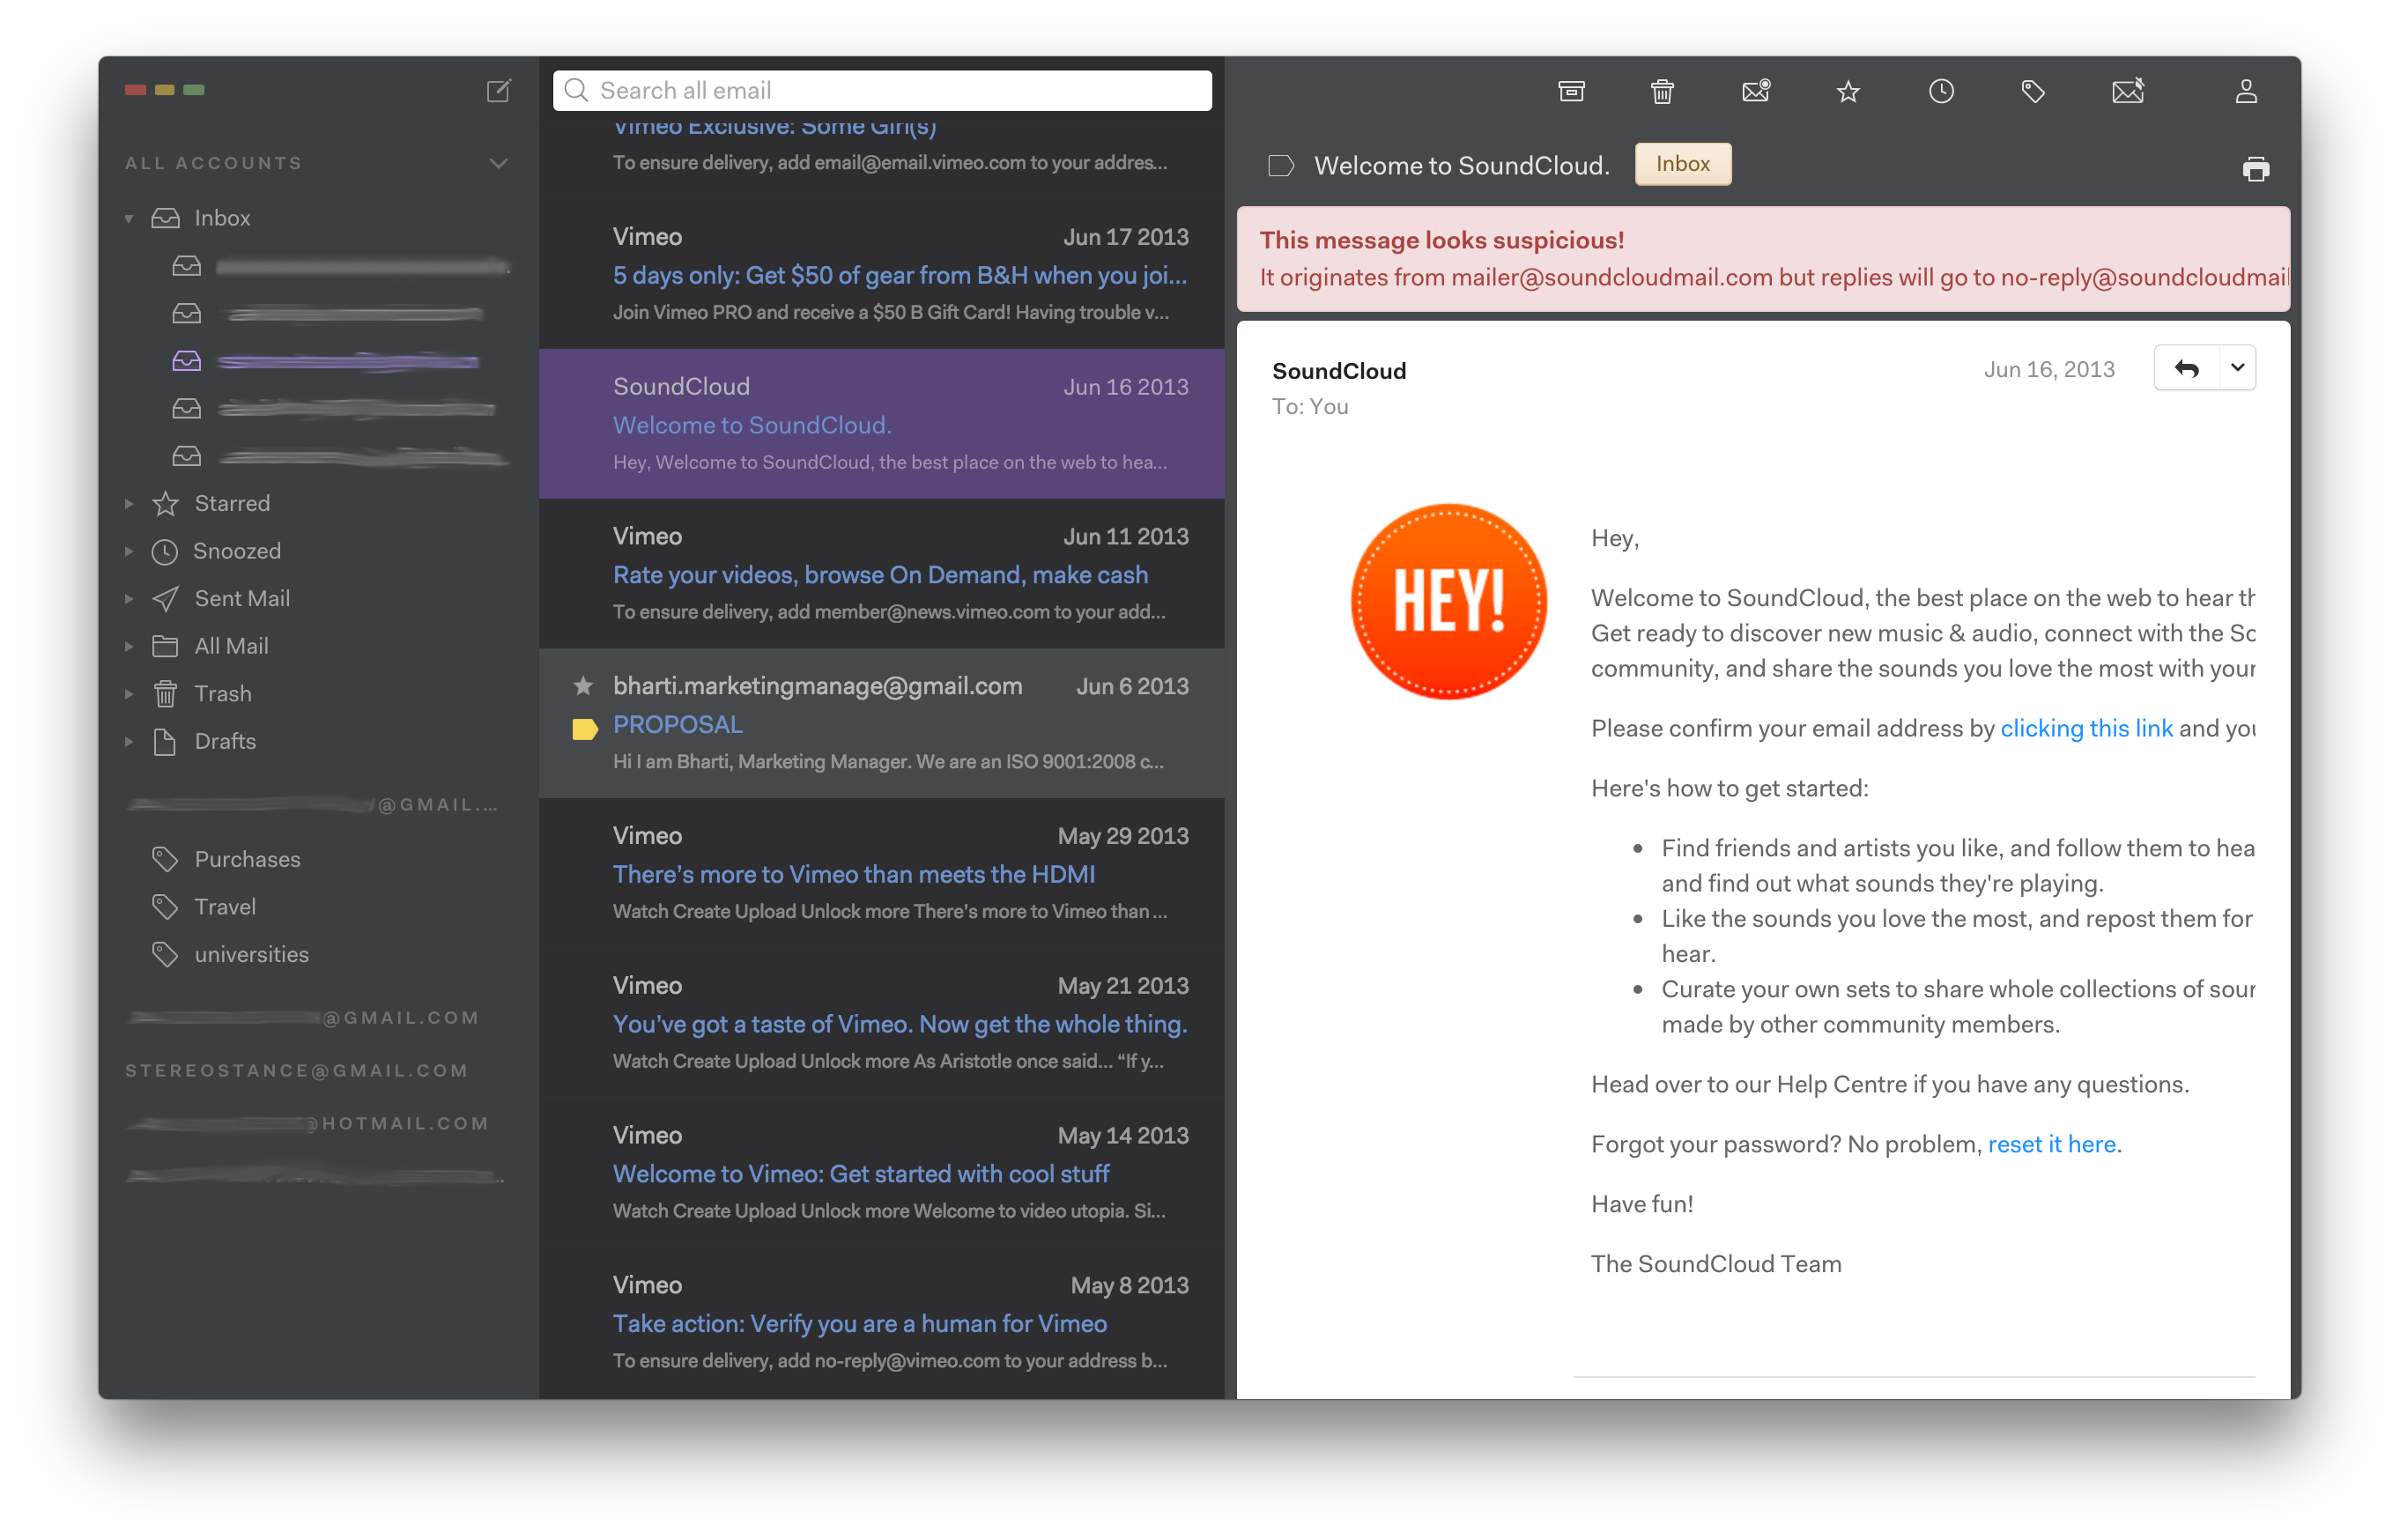 ALL ACCOUNTS
Inbox
Starred
Snoozed
Sent Mail
All Mail
Trash
Drafts
@GMAIL....
Purchases
Travel
universities
@GMAIL.COM
STEREOSTANCE@GMAIL.COM
@HOTMAIL.COM
Search all email
Vimeo Exclusive: Some Girl(s)
To ensure delivery, add email@email.vimeo.com to your addres...
Vimeo Jun 17 2013
5 days only: Get $50 of gear from B&H when you joi...
Join Vimeo PRO and receive a $50 B Gift Card! Having trouble v...
SoundCloud Jun 16 2013
Welcome to SoundCloud.
Hey, Welcome to SoundCloud, the best place on the web to hea...
Vimeo Jun 11 2013
Rate your videos, browse On Demand, make cash
To ensure delivery, add member@news.vimeo.com to your add...
bharti.marketingmanage@gmail.com Jun 6 2013
PROPOSAL
Hi I am Bharti, Marketing Manager. We are an ISO 9001:2008 c...
Vimeo May 29 2013
There's more to Vimeo than meets the HDMI
Watch Create Upload Unlock more There's more to Vimeo than ...
Vimeo May 21 2013
You've got a taste of Vimeo. Now get the whole thing.
Watch Create Upload Unlock more As Aristotle once said... “If y...
Vimeo May 14 2013
Welcome to Vimeo: Get started with cool stuff
Watch Create Upload Unlock more Welcome to video utopia. Si...
Vimeo May 8 2013
Take action: Verify you are a human for Vimeo
To ensure delivery, add no-reply@vimeo.com to your address b...
Welcome to SoundCloud. Inbox
This message looks suspicious!
It originates from mailer@soundcloudmail.com but replies will go to no-reply@soundcloudmail
SoundCloud Jun 16, 2013
To: You
HEY!
Hey,
Welcome to SoundCloud, the best place on the web to hear th
Get ready to discover new music & audio, connect with the So
community, and share the sounds you love the most with your
Please confirm your email address by clicking this link and you
Here's how to get started:
• Find friends and artists you like, and follow them to hea
and find out what sounds they're playing.
• Like the sounds you love the most, and repost them for
hear.
• Curate your own sets to share whole collections of sour
made by other community members.
Head over to our Help Centre if you have any questions.
Forgot your password? No problem, reset it here.
Have fun!
The SoundCloud Team